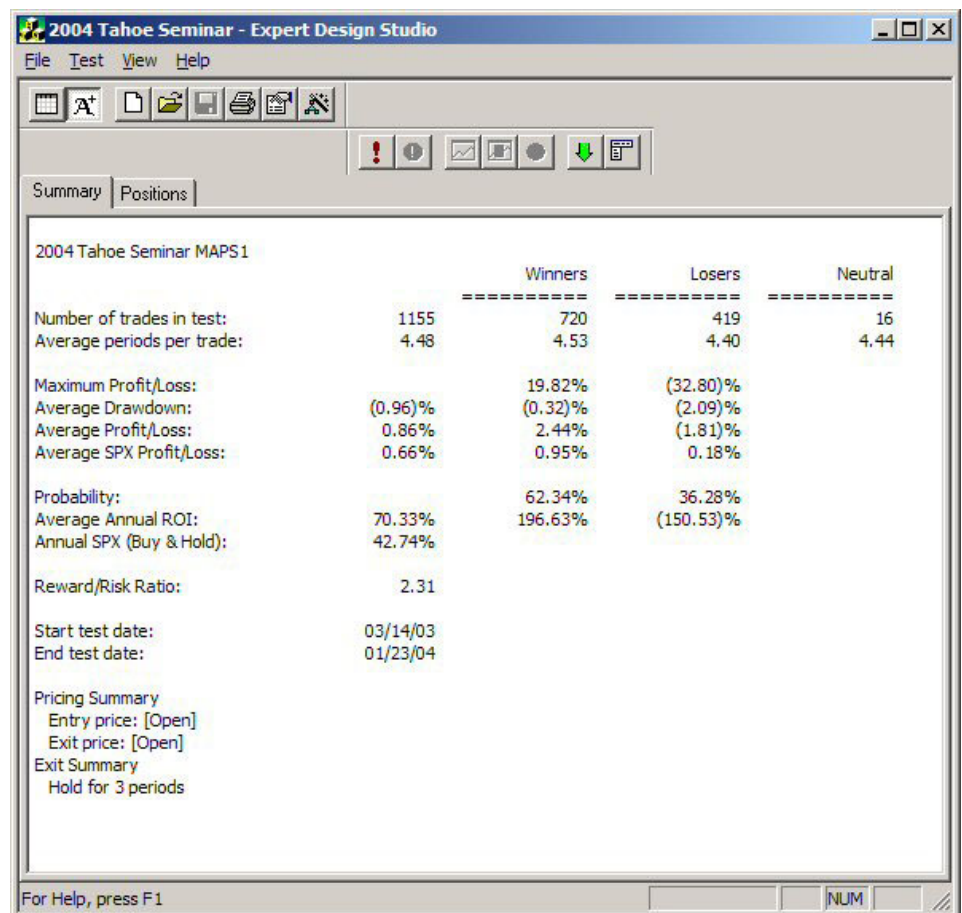 2004 Tahoe Seminar - Expert Design Studio
File Test View Help
Summary Positions
2004 Tahoe Seminar MAPS1
Winners Losers Neutral
========== ========== ==========
Number of trades in test: 1155 720 419 16
Average periods per trade: 4.48 4.53 4.40 4.44
Maximum Profit/Loss: 19.82% (32.80)%
Average Drawdown: (0.96)% (0.32)% (2.09)%
Average Profit/Loss: 0.86% 2.44% (1.81)%
Average SPX Profit/Loss: 0.66% 0.95% 0.18%
Probability: 62.34% 36.28%
Average Annual ROI: 70.33% 196.63% (150.53)%
Annual SPX (Buy & Hold): 42.74%
Reward/Risk Ratio: 2.31
Start test date: 03/14/03
End test date: 01/23/04
Pricing Summary
Entry price: [Open]
Exit price: [Open]
Exit Summary
Hold for 3 periods
For Help, press F1 NUM